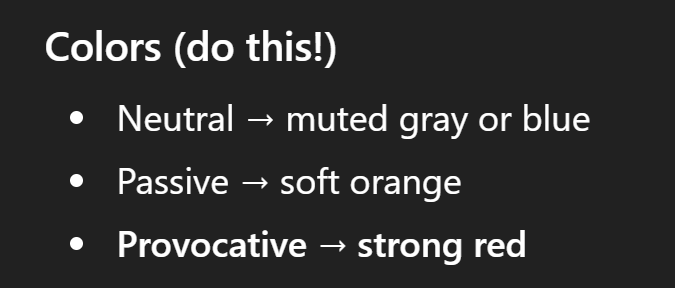 Colors (do this!)
• Neutral → muted gray or blue
• Passive → soft orange
• Provocative → strong red